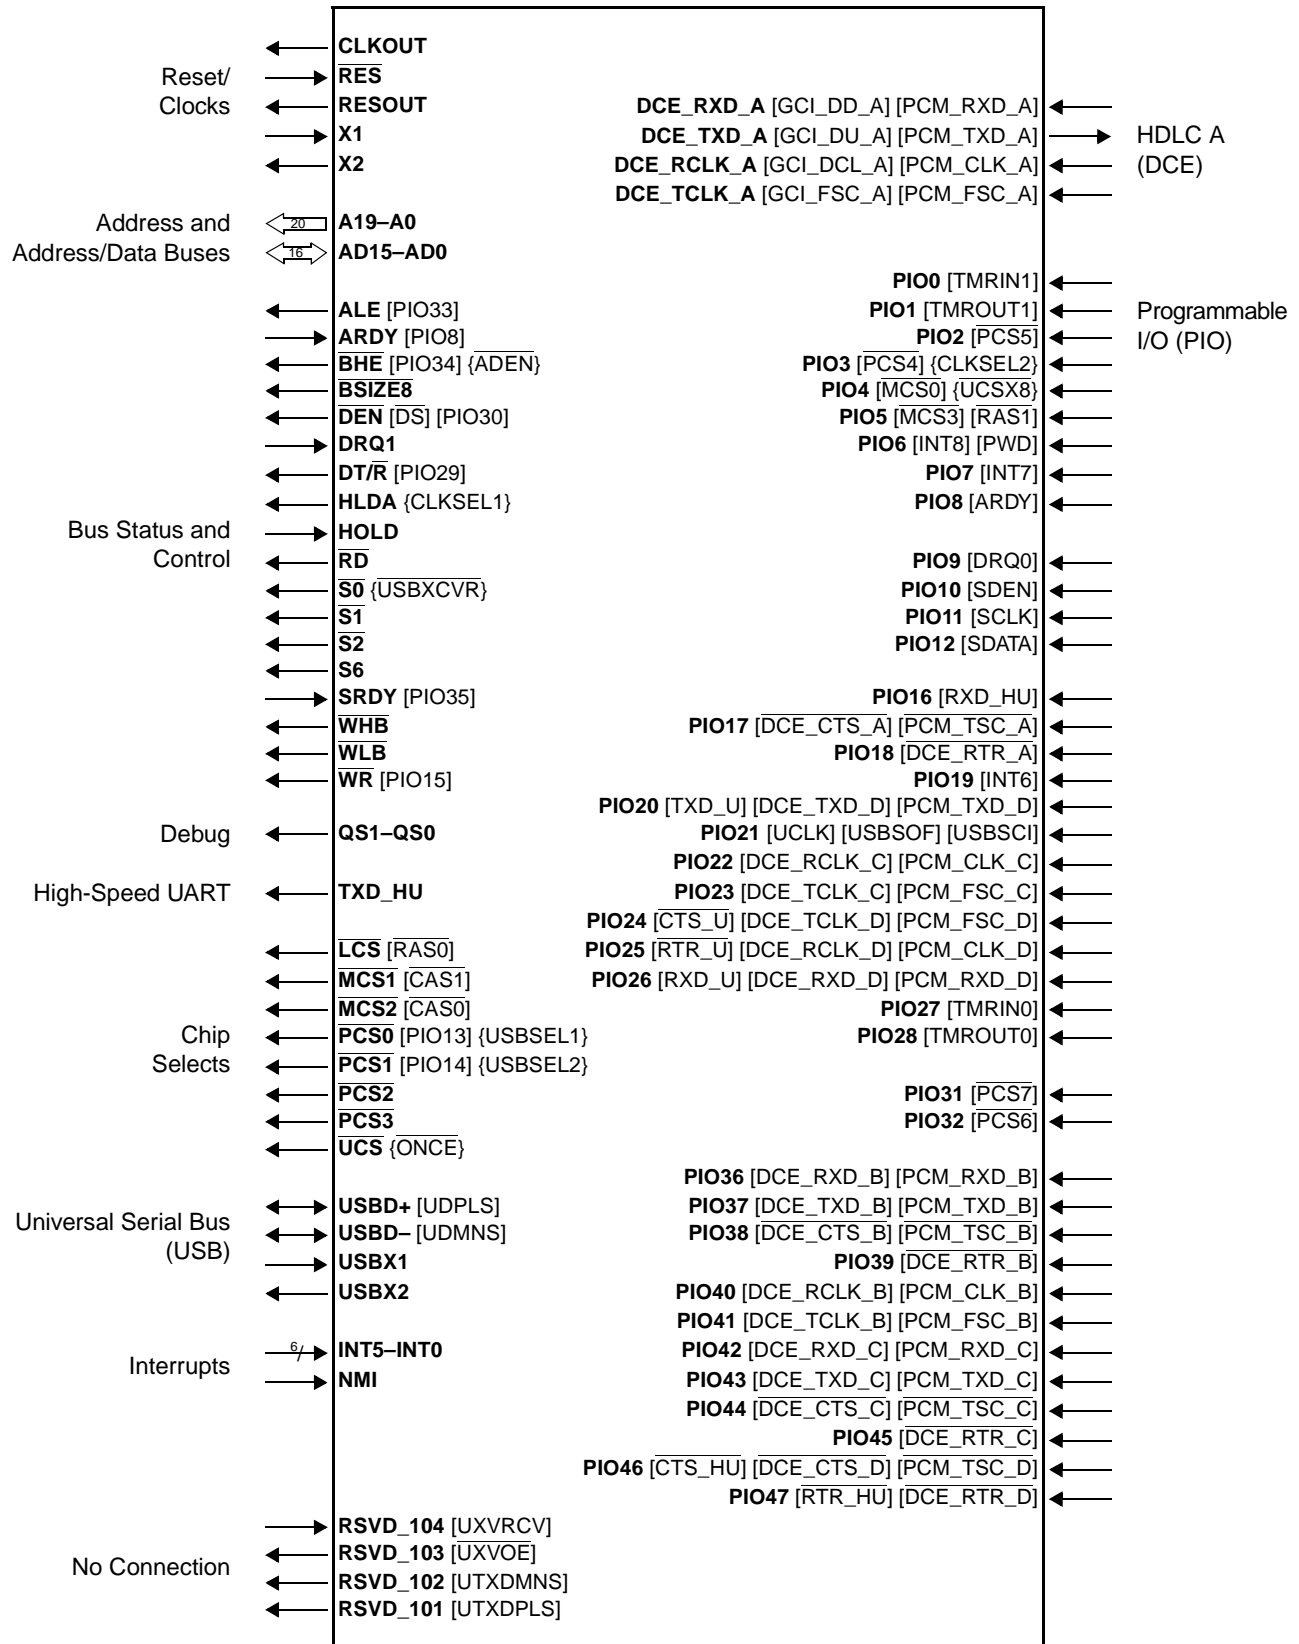 CLKOUT
Reset/ Clocks
RES
RESOUT
X1
X2
Address and
Address/Data Buses
20 A19–A0
16 AD15–AD0
ALE [PIO33]
ARDY [PIO8]
BHE [PIO34] {ADEN}
BSIZE8
DEN [DS] [PIO30]
DRQ1
DT/R [PIO29]
HLDA {CLKSEL1}
Bus Status and
Control
HOLD
RD
S0 {USBXCVR}
S1
S2
S6
SRDY [PIO35]
WHB
WLB
WR [PIO15]
Debug
QS1–QS0
High-Speed UART
TXD_HU
LCS [RAS0]
MCS1 [CAS1]
MCS2 [CAS0]
Chip
Selects
PCS0 [PIO13] {USBSEL1}
PCS1 [PIO14] {USBSEL2}
PCS2
PCS3
UCS {ONCE}
Universal Serial Bus
(USB)
USBD+ [UDPLS]
USBD– [UDMNS]
USBX1
USBX2
Interrupts
6/ INT5–INT0
NMI
No Connection
RSVD_104 [UXVRCV]
RSVD_103 [UXVOE]
RSVD_102 [UTXDMNS]
RSVD_101 [UTXDPLS]
DCE_RXD_A [GCI_DD_A] [PCM_RXD_A]
DCE_TXD_A [GCI_DU_A] [PCM_TXD_A]
DCE_RCLK_A [GCI_DCL_A] [PCM_CLK_A]
DCE_TCLK_A [GCI_FSC_A] [PCM_FSC_A]
HDLC A
(DCE)
PIO0 [TMRIN1]
PIO1 [TMROUT1]
PIO2 [PCS5]
PIO3 [PCS4] {CLKSEL2}
PIO4 [MCS0] {UCSX8}
PIO5 [MCS3] [RAS1]
PIO6 [INT8] [PWD]
PIO7 [INT7]
PIO8 [ARDY]
Programmable
I/O (PIO)
PIO9 [DRQ0]
PIO10 [SDEN]
PIO11 [SCLK]
PIO12 [SDATA]
PIO16 [RXD_HU]
PIO17 [DCE_CTS_A] [PCM_TSC_A]
PIO18 [DCE_RTR_A]
PIO19 [INT6]
PIO20 [TXD_U] [DCE_TXD_D] [PCM_TXD_D]
PIO21 [UCLK] [USBSOF] [USBSCI]
PIO22 [DCE_RCLK_C] [PCM_CLK_C]
PIO23 [DCE_TCLK_C] [PCM_FSC_C]
PIO24 [CTS_U] [DCE_TCLK_D] [PCM_FSC_D]
PIO25 [RTR_U] [DCE_RCLK_D] [PCM_CLK_D]
PIO26 [RXD_U] [DCE_RXD_D] [PCM_RXD_D]
PIO27 [TMRIN0]
PIO28 [TMROUT0]
PIO31 [PCS7]
PIO32 [PCS6]
PIO36 [DCE_RXD_B] [PCM_RXD_B]
PIO37 [DCE_TXD_B] [PCM_TXD_B]
PIO38 [DCE_CTS_B] [PCM_TSC_B]
PIO39 [DCE_RTR_B]
PIO40 [DCE_RCLK_B] [PCM_CLK_B]
PIO41 [DCE_TCLK_B] [PCM_FSC_B]
PIO42 [DCE_RXD_C] [PCM_RXD_C]
PIO43 [DCE_TXD_C] [PCM_TXD_C]
PIO44 [DCE_CTS_C] [PCM_TSC_C]
PIO45 [DCE_RTR_C]
PIO46 [CTS_HU] [DCE_CTS_D] [PCM_TSC_D]
PIO47 [RTR_HU] [DCE_RTR_D]